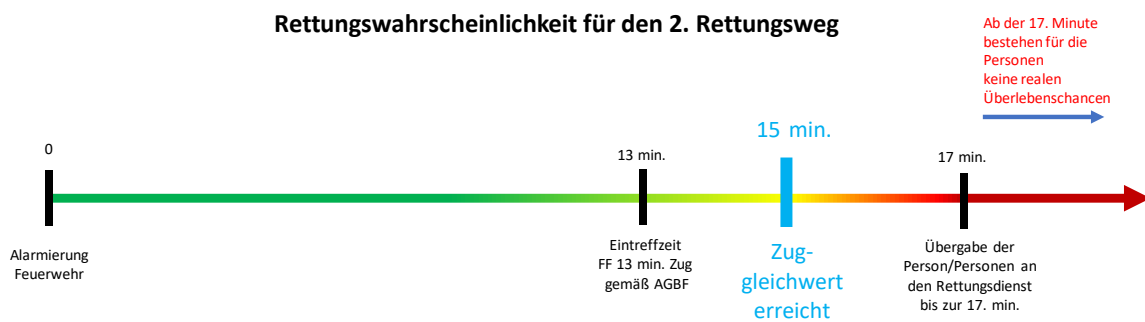 Rettungswahrscheinlichkeit für den 2. Rettungsweg
Ab der 17. Minute
bestehen für die
Personen
keine realen
Überlebenschancen
0
13 min.
15 min.
17 min.
Alarmierung
Feuerwehr
Eintreffzeit
FF 13 min. Zug
gemäß AGBF
Zug-
gleichwert
erreicht
Übergabe der
Person/Personen an
den Rettungsdienst
bis zur 17. min.